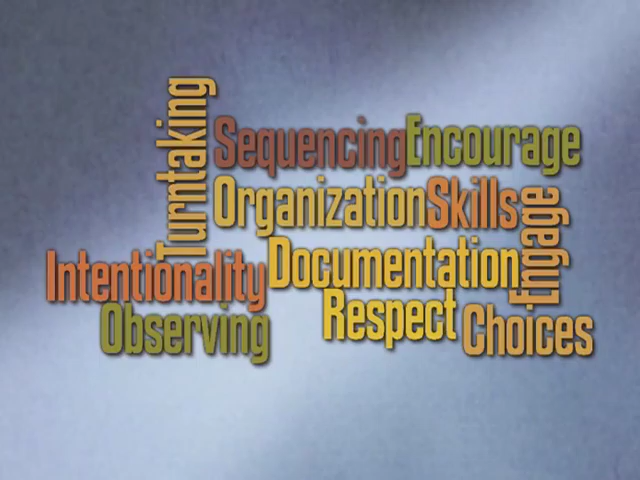 Turntaking
Sequencing
Encourage
Organization
Skills
Engage
Intentionality
Documentation
Observing
Respect
Choices